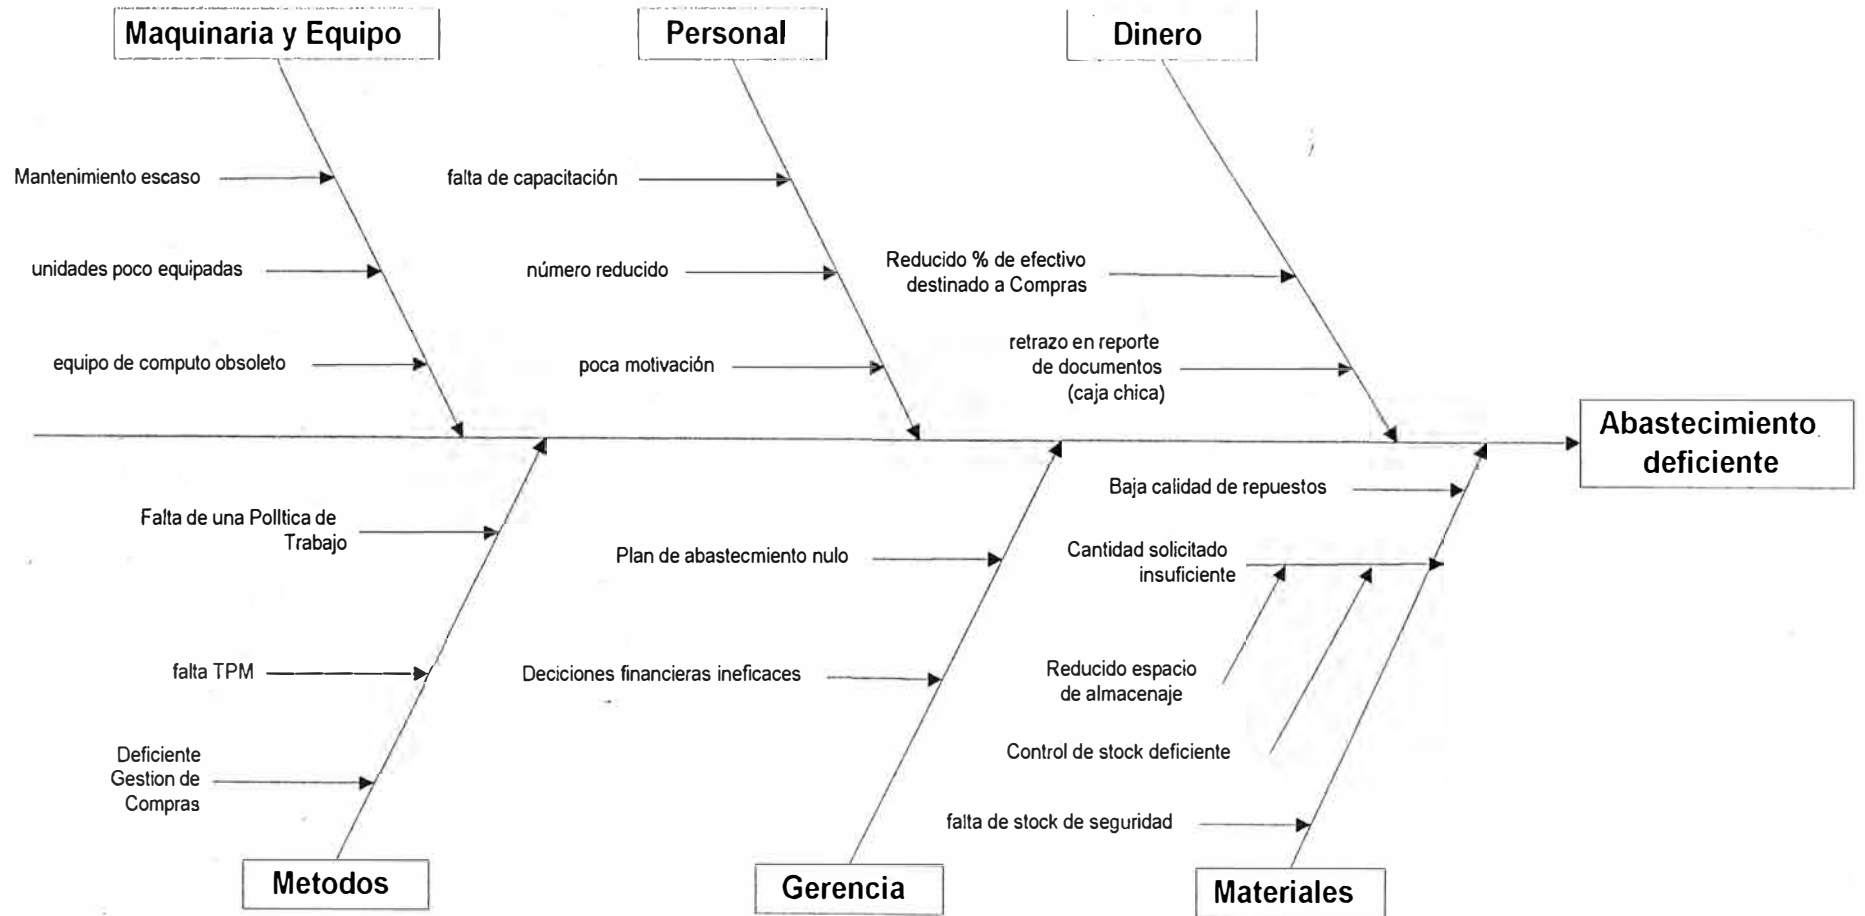 Maquinaria y Equipo
Personal
Dinero
Mantenimiento escaso
falta de capacitación
unidades poco equipadas
número reducido
Reducido % de efectivo
destinado a Compras
equipo de computo obsoleto
poca motivación
retrazo en reporte
de documentos
(caja chica)
Abastecimiento
deficiente
Falta de una Polltica de
Trabajo
Plan de abastecmiento nulo
Baja calidad de repuestos
Cantidad solicitado
insuficiente
falta TPM
Deciciones financieras ineficaces
Reducido espacio
de almacenaje
Deficiente
Gestion de
Compras
Control de stock deficiente
falta de stock de seguridad
Metodos
Gerencia
Materiales